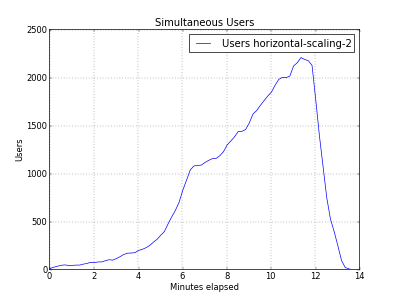 Simultaneous Users
Users horizontal-scaling-2
Users
2500
2000
1500
1000
500
0
0 2 4 6 8 10 12 14
Minutes elapsed